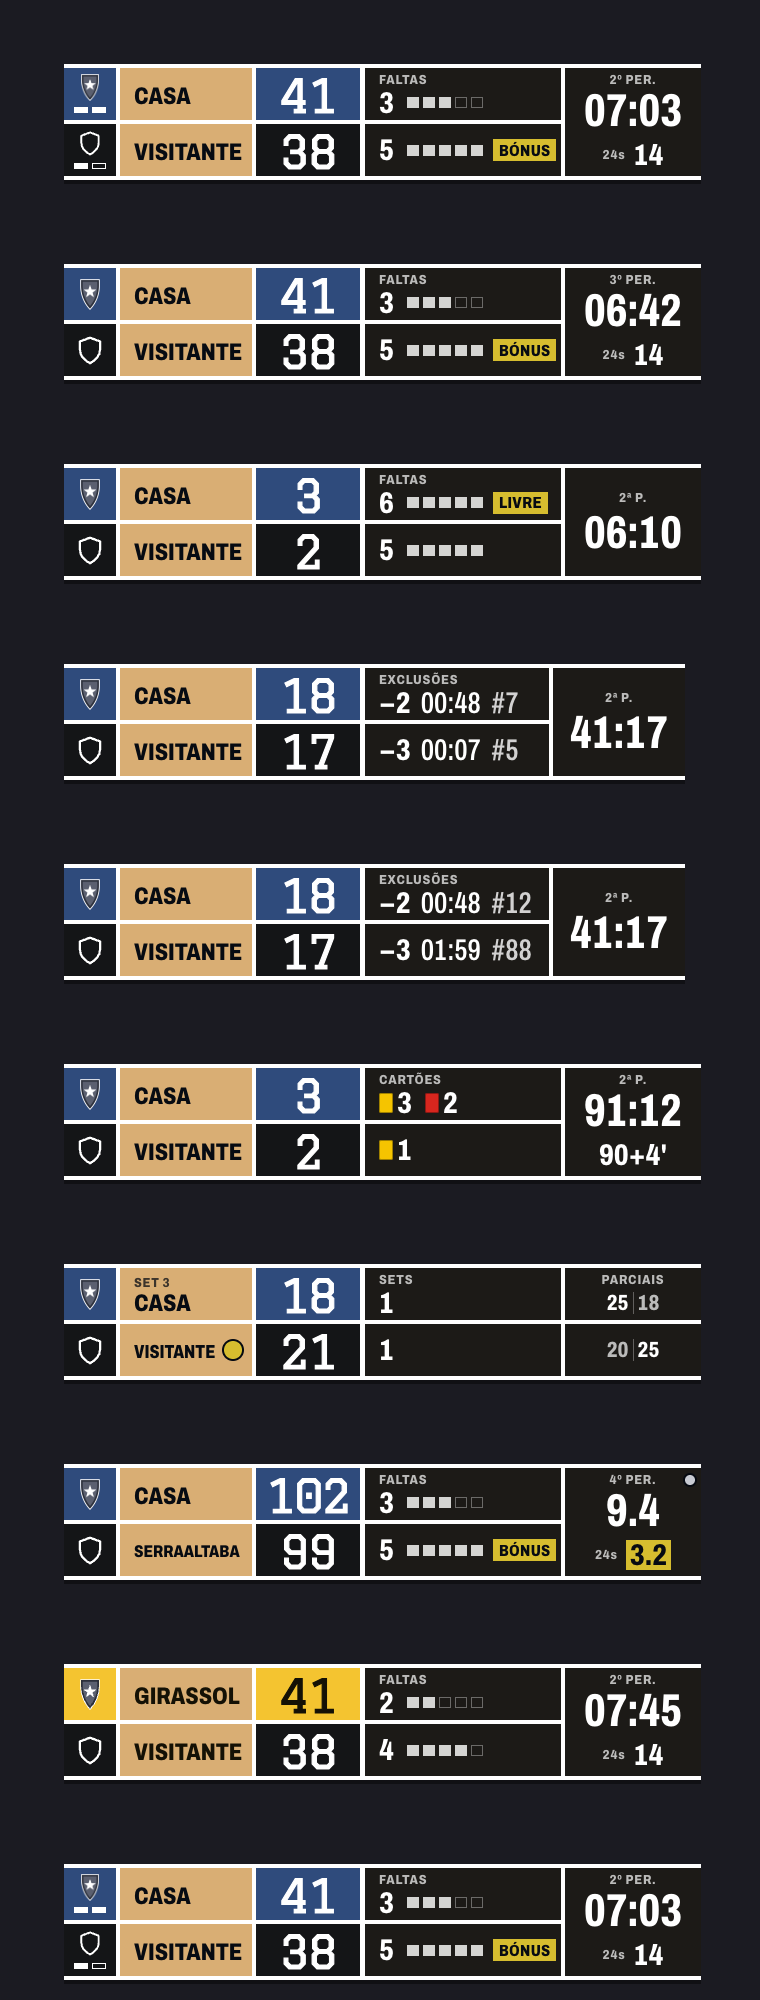 FALTAS 2º PER.
CASA 41 3 07:03
VISITANTE 38 5 BÓNUS 24s 14
FALTAS 3º PER.
CASA 41 3 06:42
VISITANTE 38 5 BÓNUS 24s 14
FALTAS
CASA 3 6 LIVRE 2ª P.
VISITANTE 2 5 06:10
EXCLUSÕES
CASA 18 –2 00:48 #7 2ª P.
VISITANTE 17 –3 00:07 #5 41:17
EXCLUSÕES
CASA 18 –2 00:48 #12 2ª P.
VISITANTE 17 –3 01:59 #88 41:17
CARTÕES 2ª P.
CASA 3 3 2 91:12
VISITANTE 2 1 90+4'
SET 3 SETS PARCIAIS
CASA 18 1 25 18
VISITANTE 21 1 20 25
FALTAS 4º PER.
CASA 102 3 9.4
SERRAALTABA 99 5 BÓNUS 24s 3.2
FALTAS 2º PER.
GIRASSOL 41 2 07:45
VISITANTE 38 4 24s 14
FALTAS 2º PER.
CASA 41 3 07:03
VISITANTE 38 5 BÓNUS 24s 14